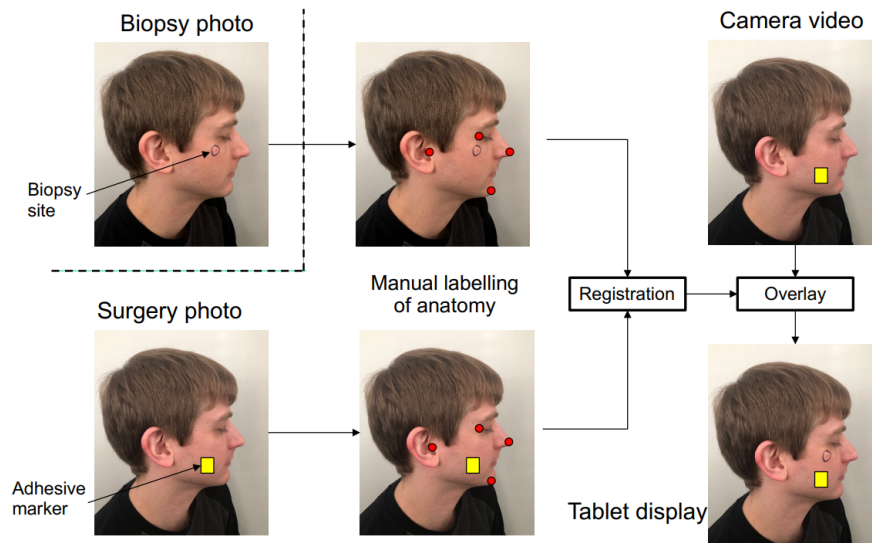 Biopsy photo
Camera video
Biopsy
site
Manual labelling
of anatomy
Surgery photo
Registration
Overlay
Adhesive
marker
Tablet display